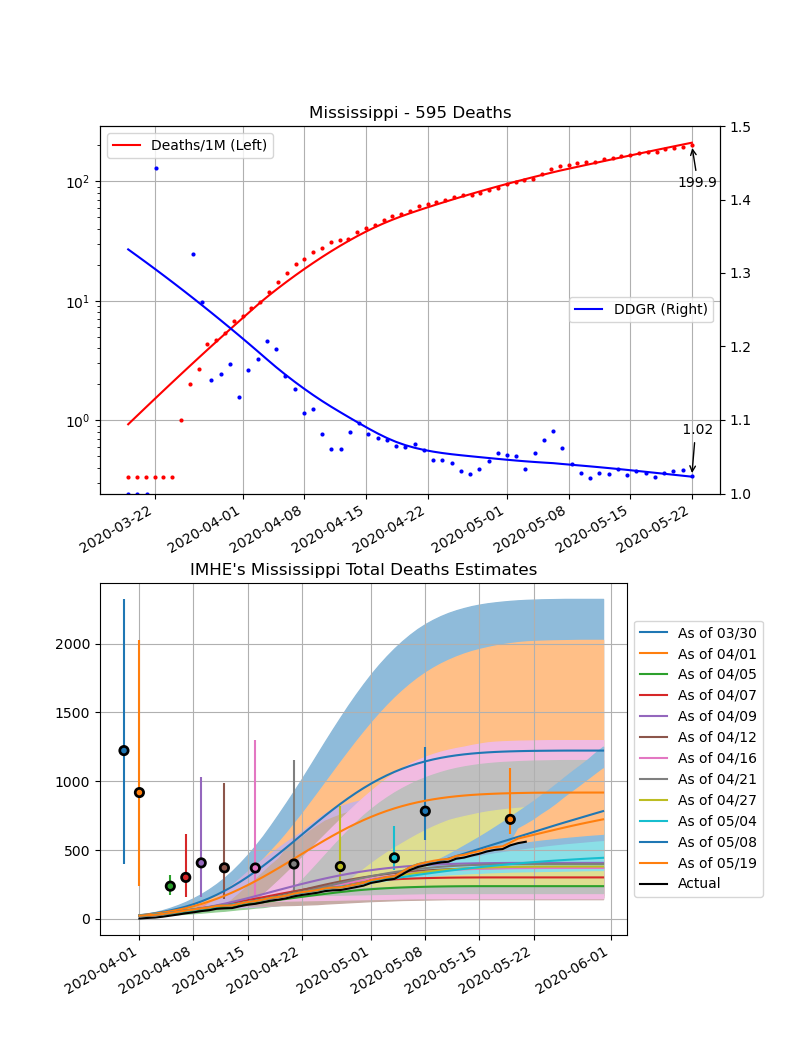 Mississippi - 595 Deaths
Deaths/1M (Left)
DDGR (Right)
199.9
1.02
10²
10¹
10⁰
1.5
1.4
1.3
1.2
1.1
1.0
2020-03-22
2020-04-01
2020-04-08
2020-04-15
2020-04-22
2020-05-01
2020-05-08
2020-05-15
2020-05-22
IMHE's Mississippi Total Deaths Estimates
2000
1500
1000
500
0
2020-04-01
2020-04-08
2020-04-15
2020-04-22
2020-05-01
2020-05-08
2020-05-15
2020-05-22
2020-06-01
As of 03/30
As of 04/01
As of 04/05
As of 04/07
As of 04/09
As of 04/12
As of 04/16
As of 04/21
As of 04/27
As of 05/04
As of 05/08
As of 05/19
Actual